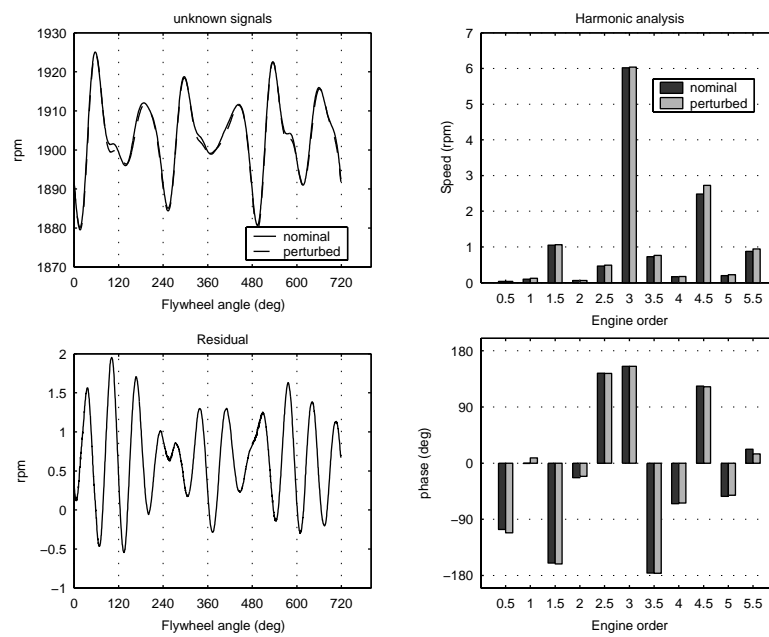 unknown signals
1930
1920
1910
1900
1890
1880
1870
rpm
nominal
perturbed
0 120 240 360 480 600 720
Flywheel angle (deg)
Harmonic analysis
7
6
5
4
3
2
1
0
Speed (rpm)
nominal
perturbed
0.5 1 1.5 2 2.5 3 3.5 4 4.5 5 5.5
Engine order
Residual
2
1.5
1
0.5
0
−0.5
−1
rpm
0 120 240 360 480 600 720
Flywheel angle (deg)
180
90
0
−90
−180
phase (deg)
0.5 1 1.5 2 2.5 3 3.5 4 4.5 5 5.5
Engine order